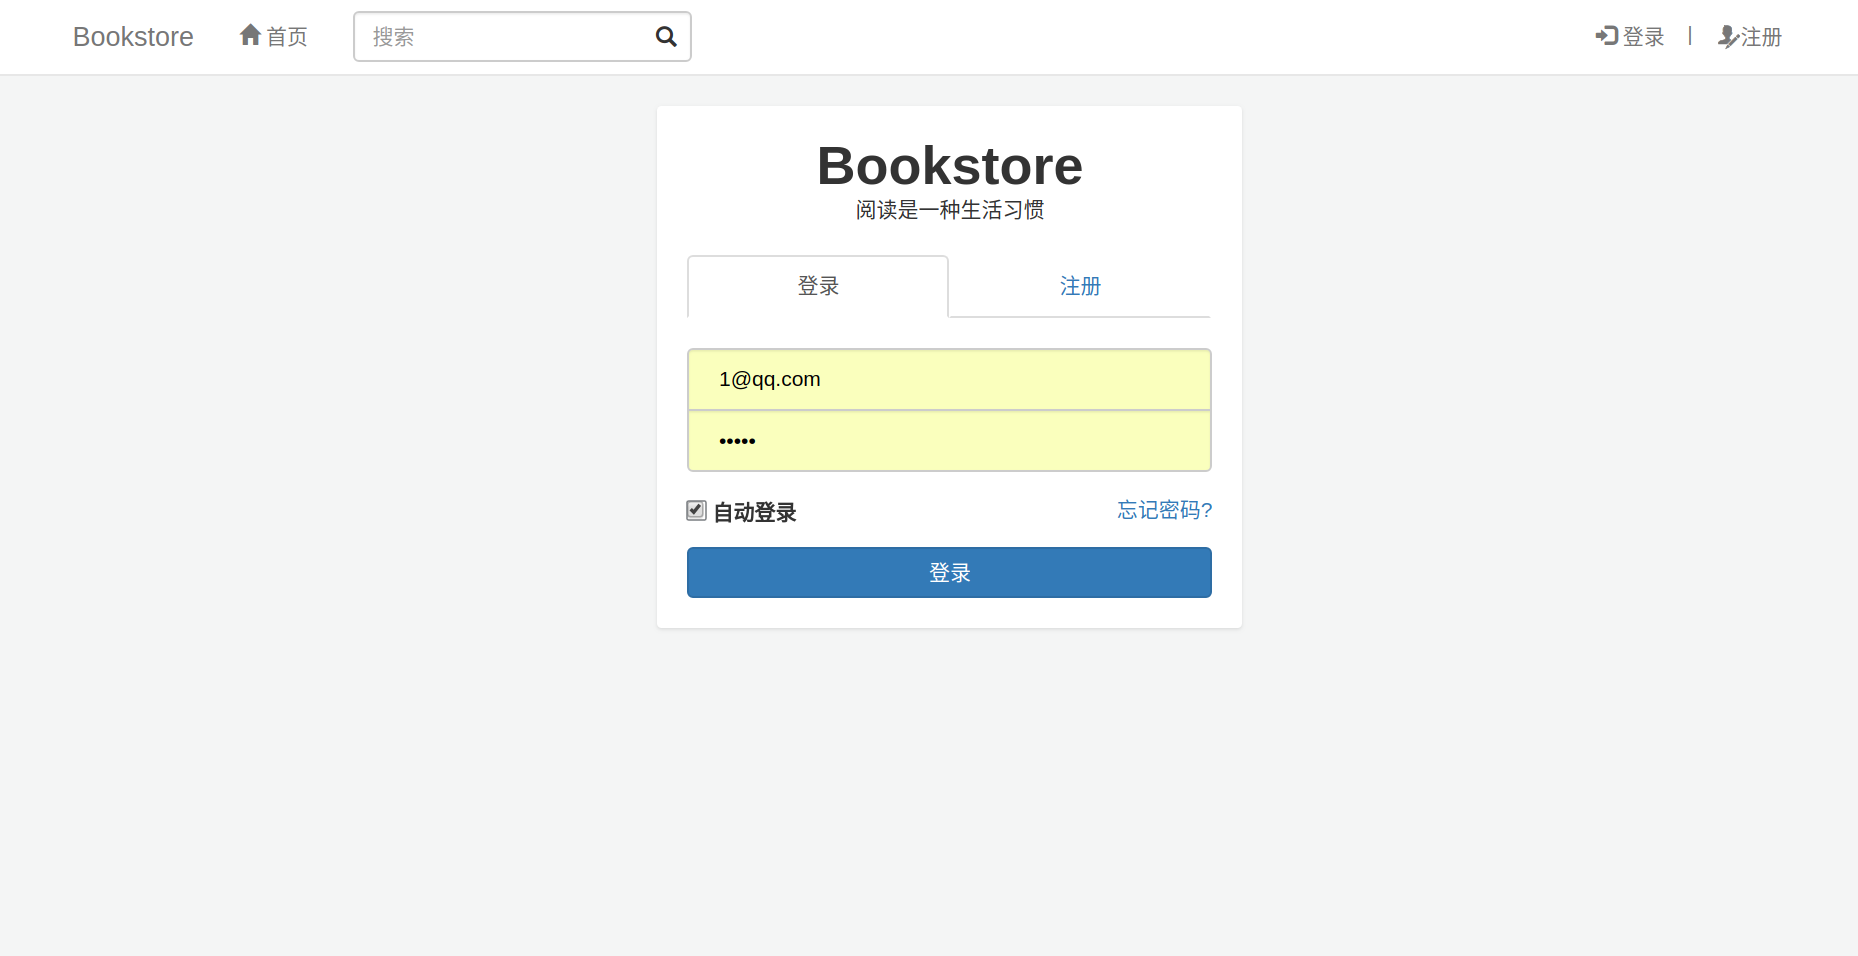 Bookstore 首页 搜索 登录 | 注册
Bookstore
阅读是一种生活习惯
登录 注册
1@qq.com
•••••
自动登录 忘记密码?
登录